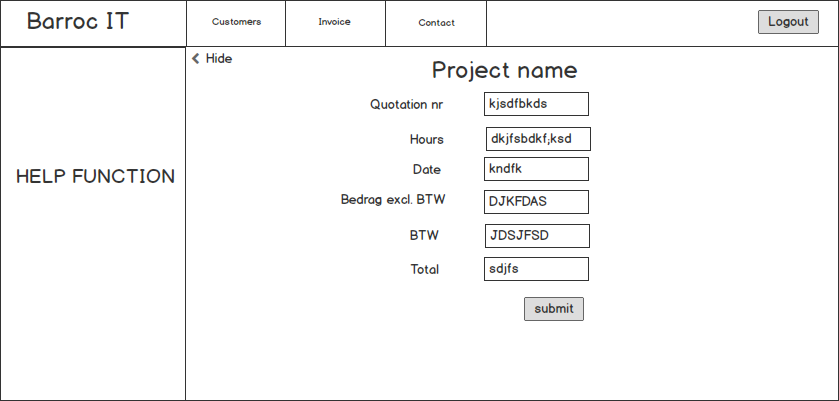 Barroc IT
Customers
Invoice
Contact
Logout
Hide
HELP FUNCTION
Project name
Quotation nr
kjsdfbkds
Hours
dkjfsbdkf;ksd
Date
kndfk
Bedrag excl. BTW
DJKFDAS
BTW
JDSJFSD
Total
sdjfs
submit